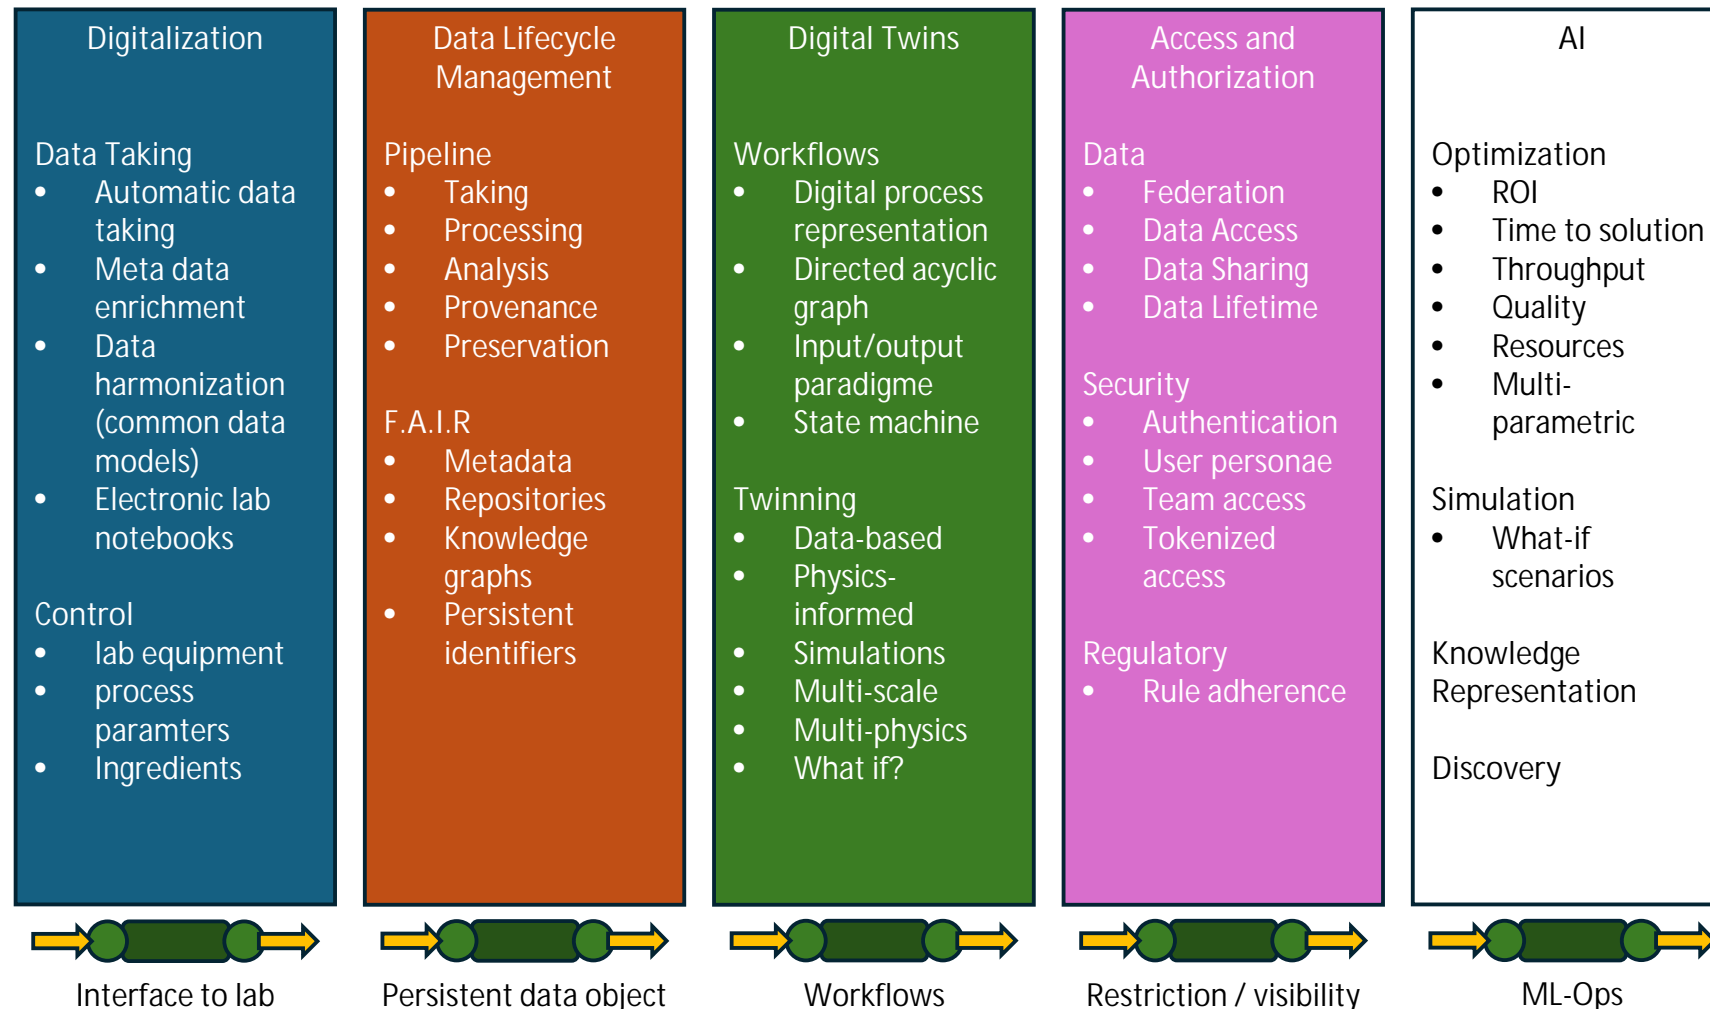 Digitalization
Data Taking
• Automatic data
taking
• Meta data
enrichment
• Data
harmonization
(common data
models)
• Electronic lab
notebooks
Control
• lab equipment
• process
paramters
• Ingredients
Interface to lab
Data Lifecycle
Management
Pipeline
• Taking
• Processing
• Analysis
• Provenance
• Preservation
F.A.I.R
• Metadata
• Repositories
• Knowledge
graphs
• Persistent
identifiers
Persistent data object
Digital Twins
Workflows
• Digital process
representation
• Directed acyclic
graph
• Input/output
paradigme
• State machine
Twinning
• Data-based
• Physics-
informed
• Simulations
• Multi-scale
• Multi-physics
• What if?
Workflows
Access and
Authorization
Data
• Federation
• Data Access
• Data Sharing
• Data Lifetime
Security
• Authentication
• User personae
• Team access
• Tokenized
access
Regulatory
• Rule adherence
Restriction / visibility
AI
Optimization
• ROI
• Time to solution
• Throughput
• Quality
• Resources
• Multi-
parametric
Simulation
• What-if
scenarios
Knowledge
Representation
Discovery
ML-Ops